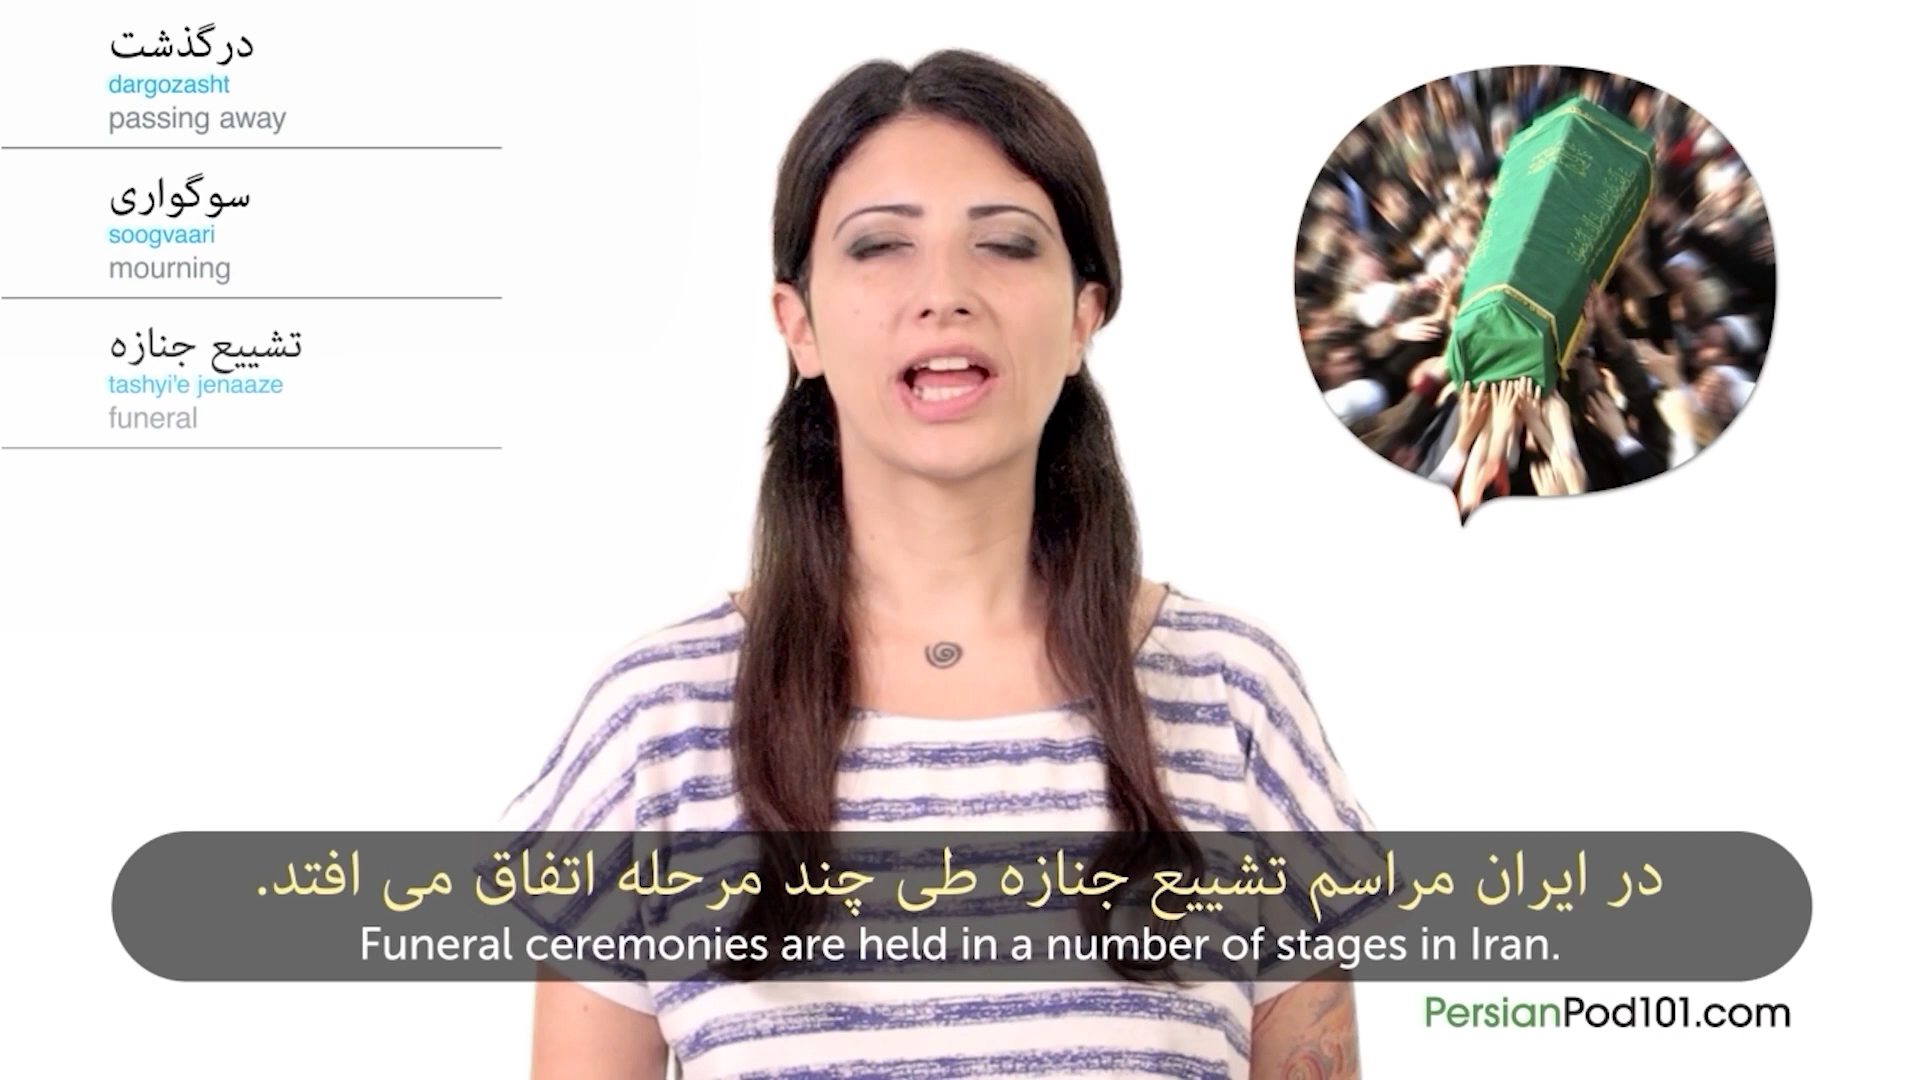 درگذشت
dargozasht
passing away
سوگواری
soogvaari
mourning
تشییع جنازه
tashyi'e jenaaze
funeral
در ایران مراسم تشییع جنازه طی چند مرحله اتفاق می افتد.
Funeral ceremonies are held in a number of stages in Iran.
PersianPod101.com